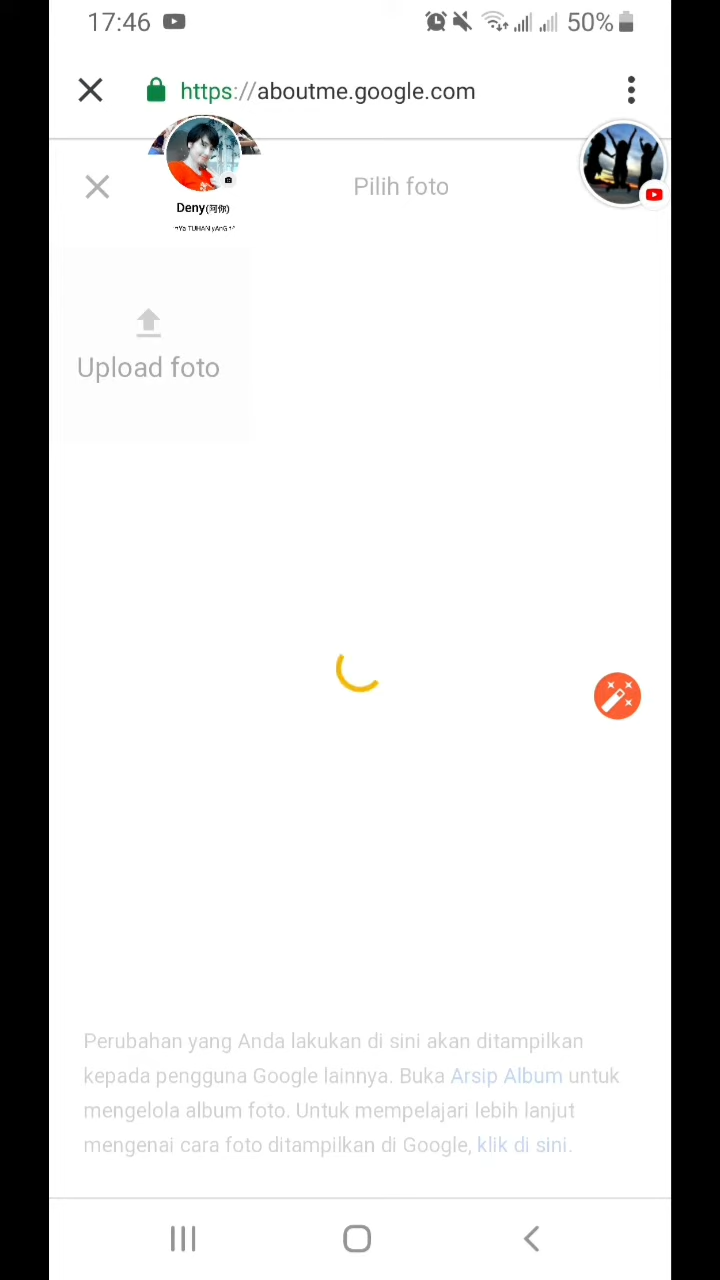 17:46
50%
https://aboutme.google.com
Pilih foto
Deny(阿你)
Upload foto
Perubahan yang Anda lakukan di sini akan ditampilkan
kepada pengguna Google lainnya. Buka Arsip Album untuk
mengelola album foto. Untuk mempelajari lebih lanjut
mengenai cara foto ditampilkan di Google, klik di sini.